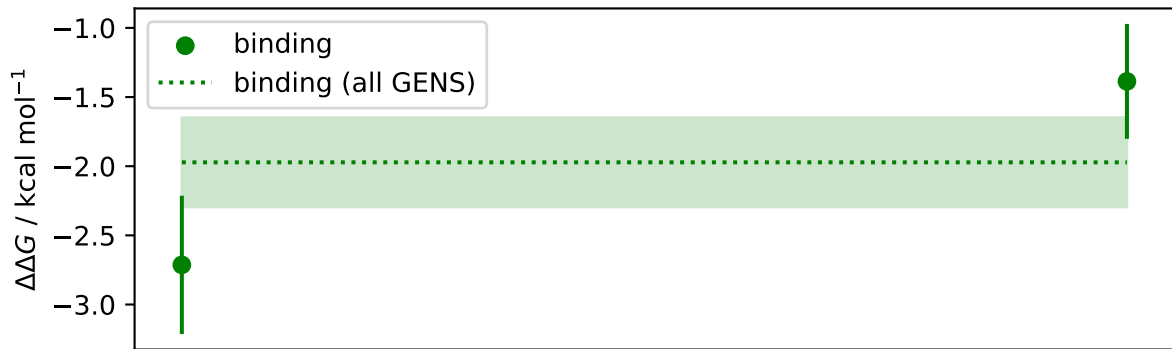 −1.0
−1.5
−2.0
−2.5
−3.0
ΔΔG / kcal mol⁻¹
binding
binding (all GENS)